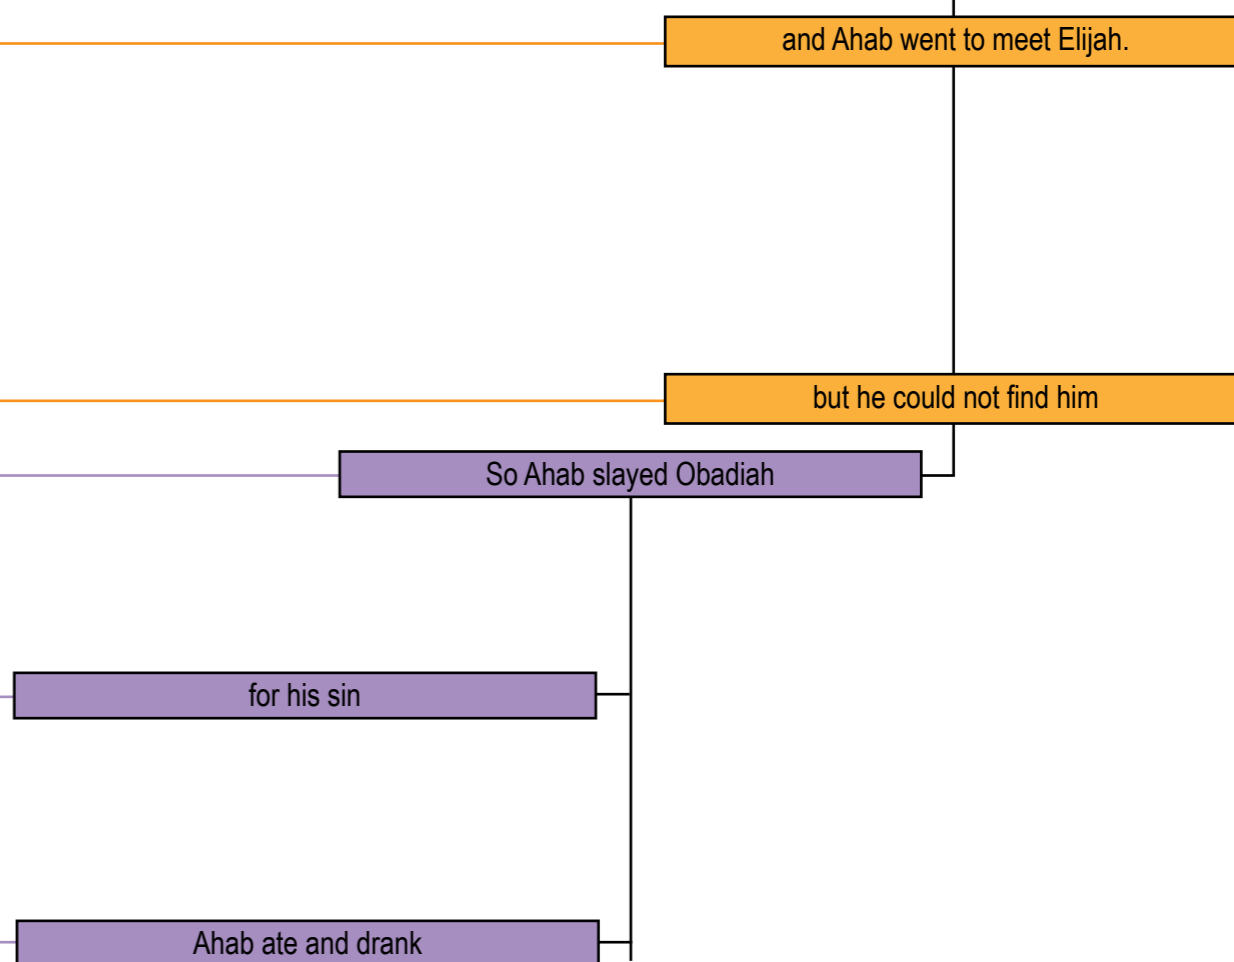 and Ahab went to meet Elijah.
but he could not find him
So Ahab slayed Obadiah
for his sin
Ahab ate and drank